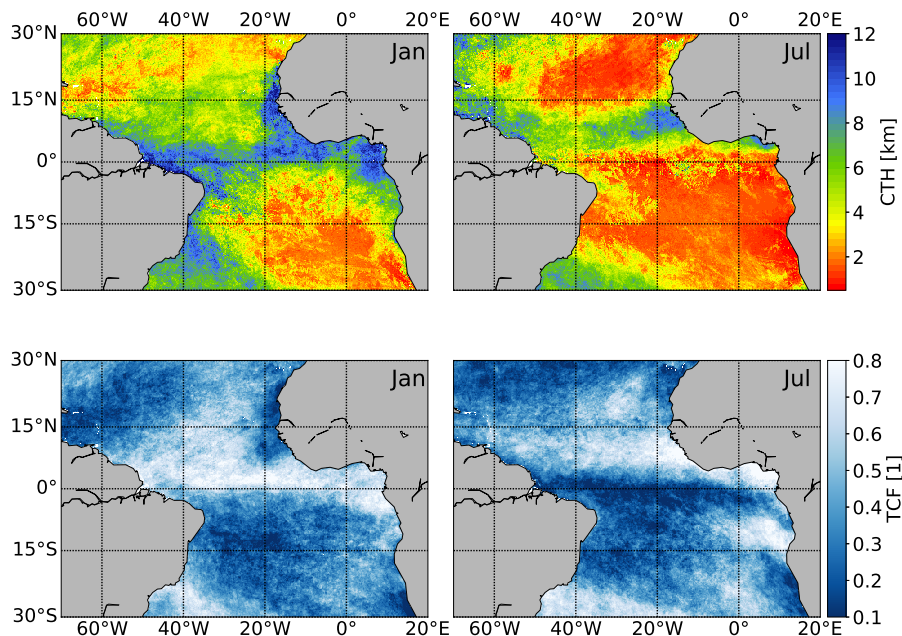 60°W 40°W 20°W 0° 20°E 60°W 40°W 20°W 0° 20°E
30°N Jan Jul 12
10
15°N
8
0° 6
CTH [km]
4
15°S
2
30°S
30°N Jan Jul 0.8
0.7
15°N
0.6
0.5
0° TCF [1]
0.4
15°S 0.3
0.2
30°S 0.1
60°W 40°W 20°W 0° 20°E 60°W 40°W 20°W 0° 20°E